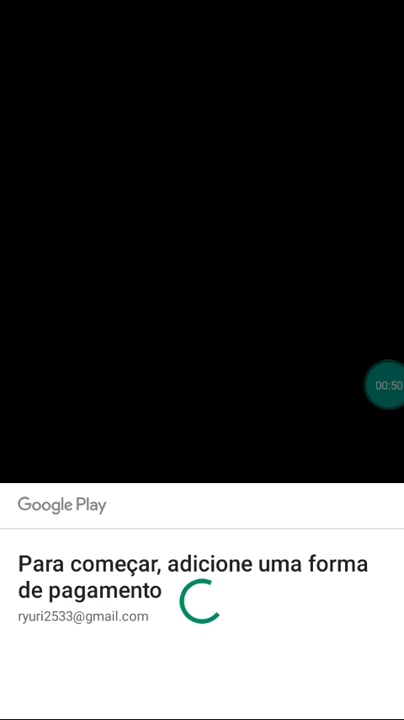 00:50
Google Play
Para começar, adicione uma forma
de pagamento
ryuri2533@gmail.com